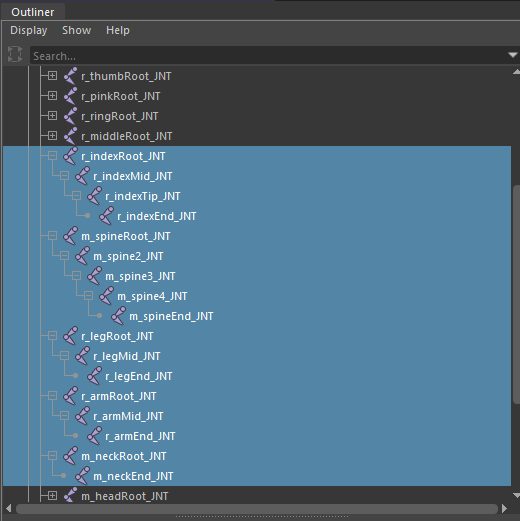 Outliner
Display Show Help
Search...
r_thumbRoot_JNT
r_pinkRoot_JNT
r_ringRoot_JNT
r_middleRoot_JNT
r_indexRoot_JNT
r_indexMid_JNT
r_indexTip_JNT
r_indexEnd_JNT
m_spineRoot_JNT
m_spine2_JNT
m_spine3_JNT
m_spine4_JNT
m_spineEnd_JNT
r_legRoot_JNT
r_legMid_JNT
r_legEnd_JNT
r_armRoot_JNT
r_armMid_JNT
r_armEnd_JNT
m_neckRoot_JNT
m_neckEnd_JNT
m_headRoot_JNT